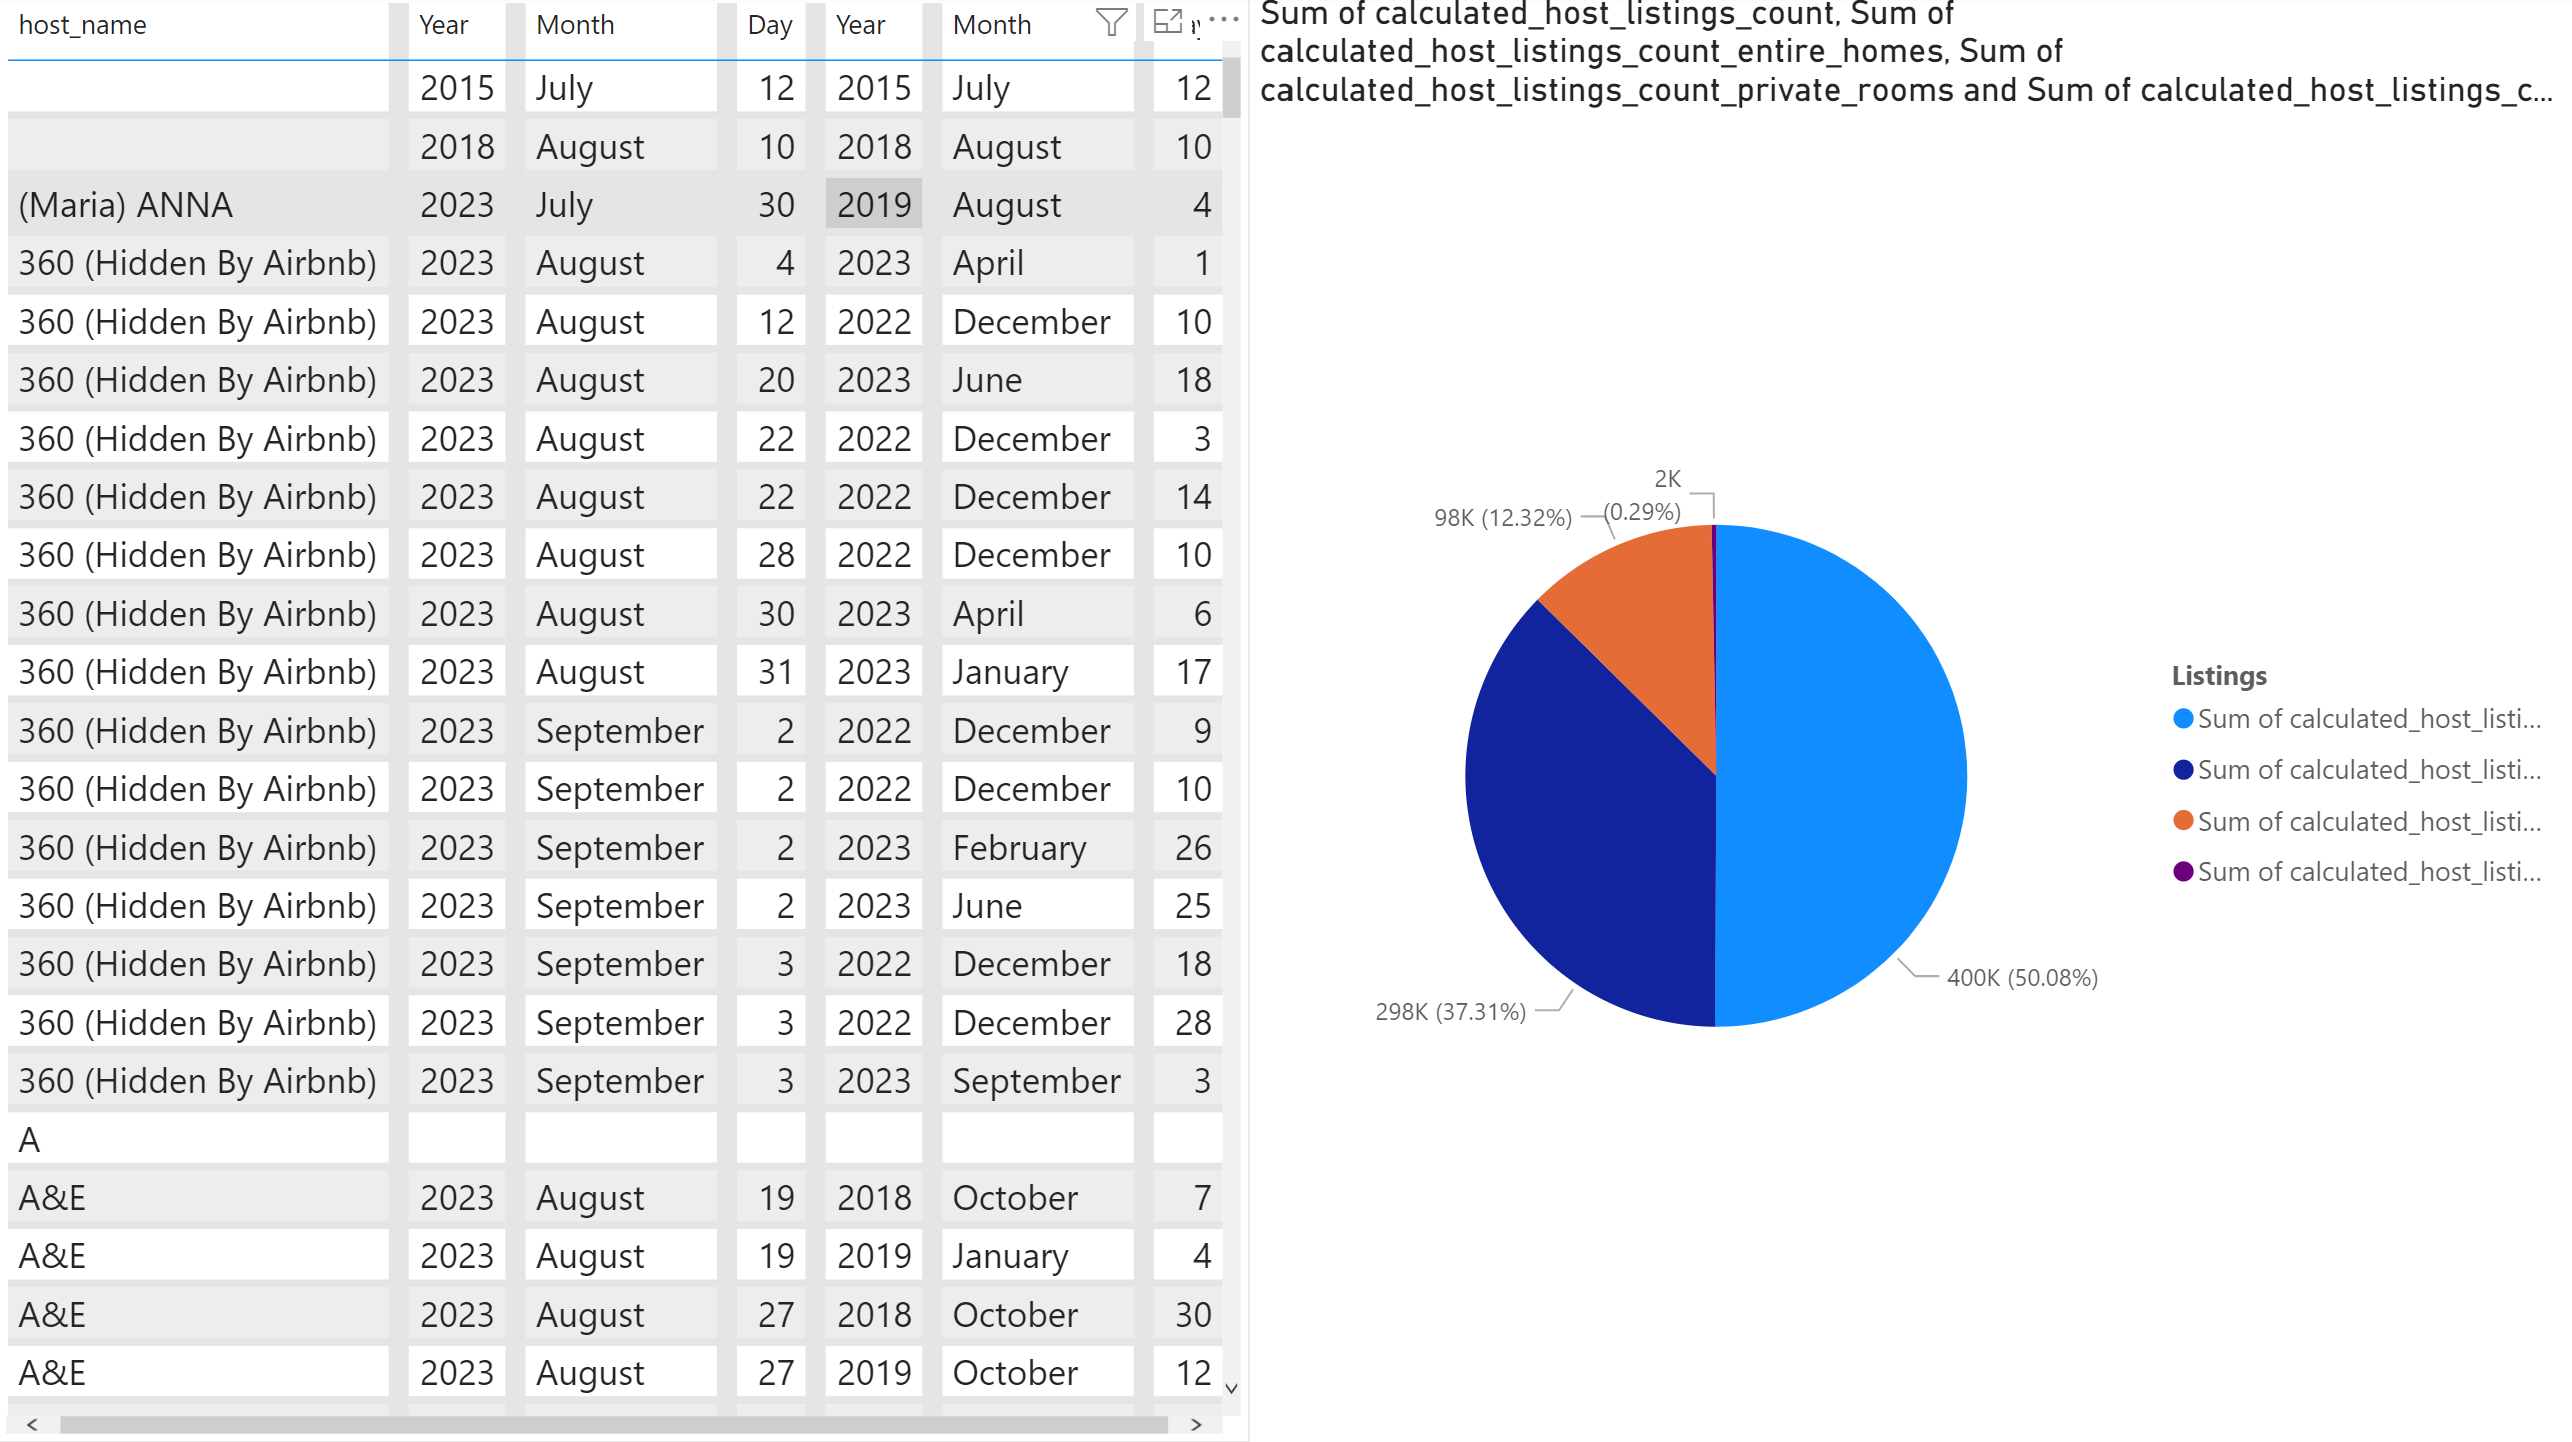 host_name Year Month Day Year Month
2015 July 12 2015 July 12
2018 August 10 2018 August 10
(Maria) ANNA 2023 July 30 2019 August 4
360 (Hidden By Airbnb) 2023 August 4 2023 April 1
360 (Hidden By Airbnb) 2023 August 12 2022 December 10
360 (Hidden By Airbnb) 2023 August 20 2023 June 18
360 (Hidden By Airbnb) 2023 August 22 2022 December 3
360 (Hidden By Airbnb) 2023 August 22 2022 December 14
360 (Hidden By Airbnb) 2023 August 28 2022 December 10
360 (Hidden By Airbnb) 2023 August 30 2023 April 6
360 (Hidden By Airbnb) 2023 August 31 2023 January 17
360 (Hidden By Airbnb) 2023 September 2 2022 December 9
360 (Hidden By Airbnb) 2023 September 2 2022 December 10
360 (Hidden By Airbnb) 2023 September 2 2023 February 26
360 (Hidden By Airbnb) 2023 September 2 2023 June 25
360 (Hidden By Airbnb) 2023 September 3 2022 December 18
360 (Hidden By Airbnb) 2023 September 3 2022 December 28
360 (Hidden By Airbnb) 2023 September 3 2023 September 3
A
A&E 2023 August 19 2018 October 7
A&E 2023 August 19 2019 January 4
A&E 2023 August 27 2018 October 30
A&E 2023 August 27 2019 October 12
Sum of calculated_host_listings_count, Sum of
calculated_host_listings_count_entire_homes, Sum of
calculated_host_listings_count_private_rooms and Sum of calculated_host_listings_c...
2K
(0.29%)
98K (12.32%)
298K (37.31%)
400K (50.08%)
Listings
Sum of calculated_host_listi...
Sum of calculated_host_listi...
Sum of calculated_host_listi...
Sum of calculated_host_listi...